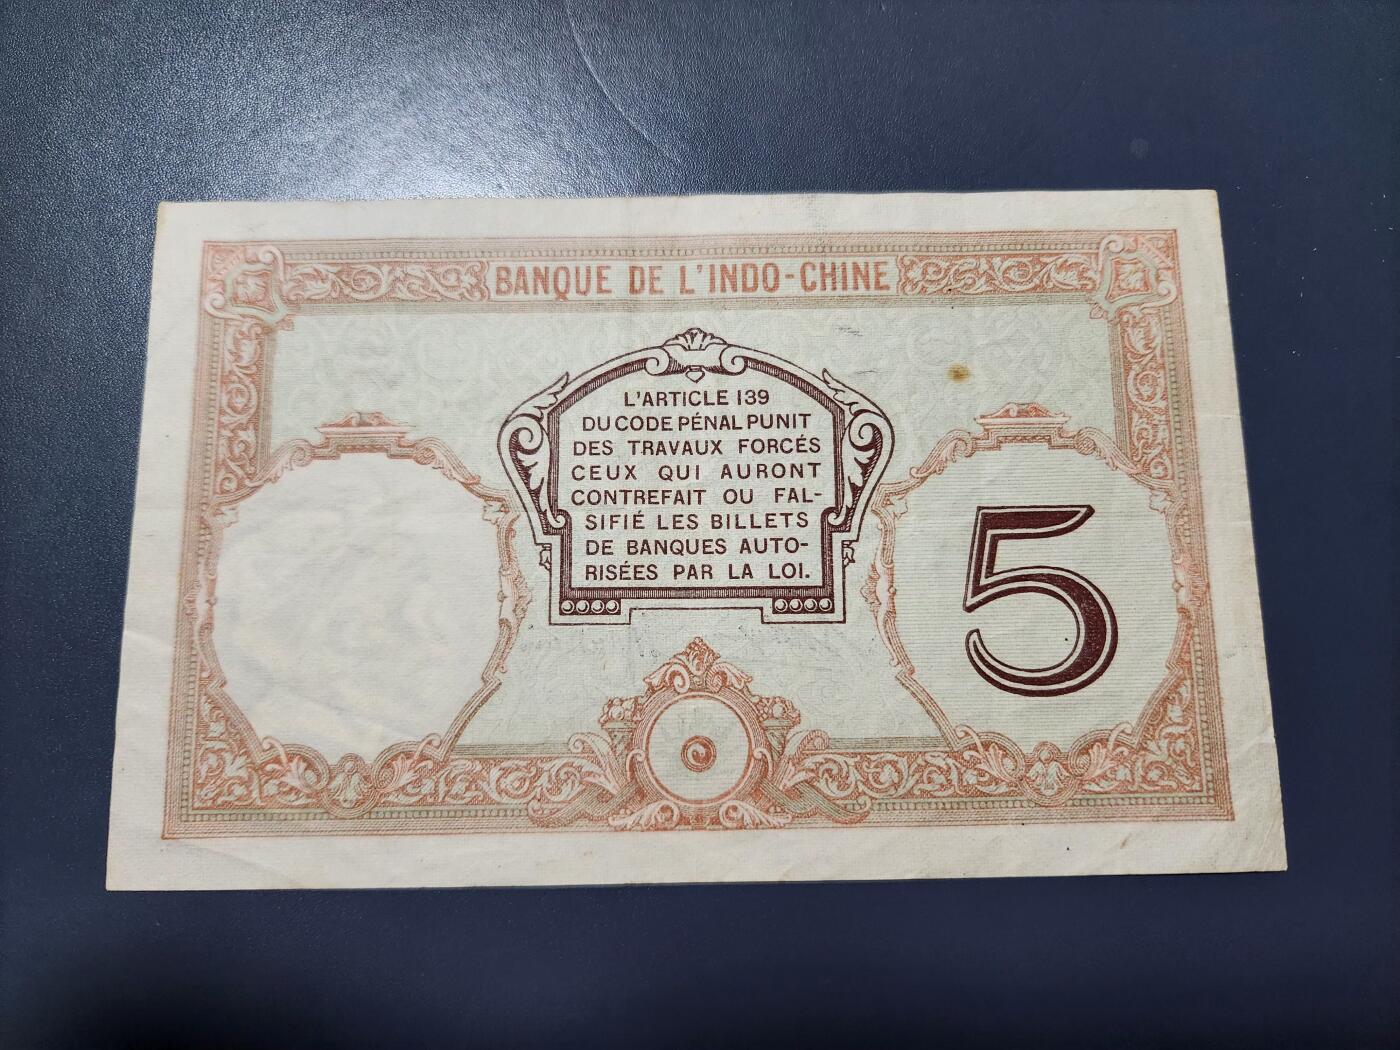 BANQUE DE L'INDO-CHINE
L'ARTICLE 139
DU CODE PÉNAL PUNIT
DES TRAVAUX FORCÉS
CEUX QUI AURONT
CONTREFAIT OU FAL-
SIFIÉ LES BILLETS
DE BANQUES AUTO-
RISÉES PAR LA LOI.
5